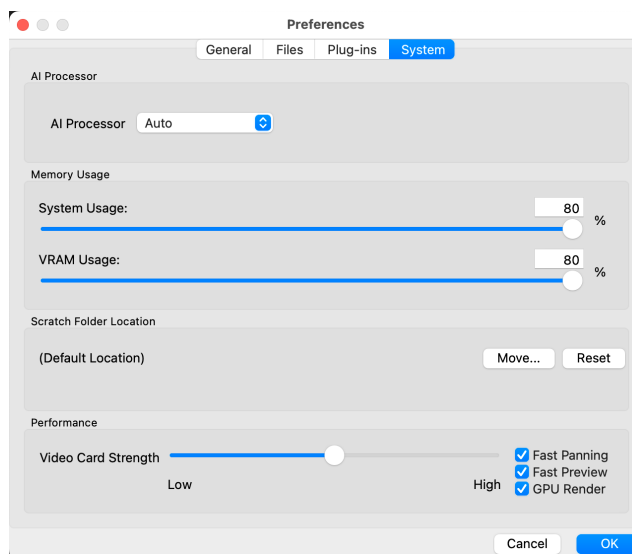 Preferences
General Files Plug-ins System
AI Processor
AI Processor Auto
Memory Usage
System Usage: 80 %
VRAM Usage: 80 %
Scratch Folder Location
(Default Location) Move... Reset
Performance
Video Card Strength
Low High
Fast Panning
Fast Preview
GPU Render
Cancel OK